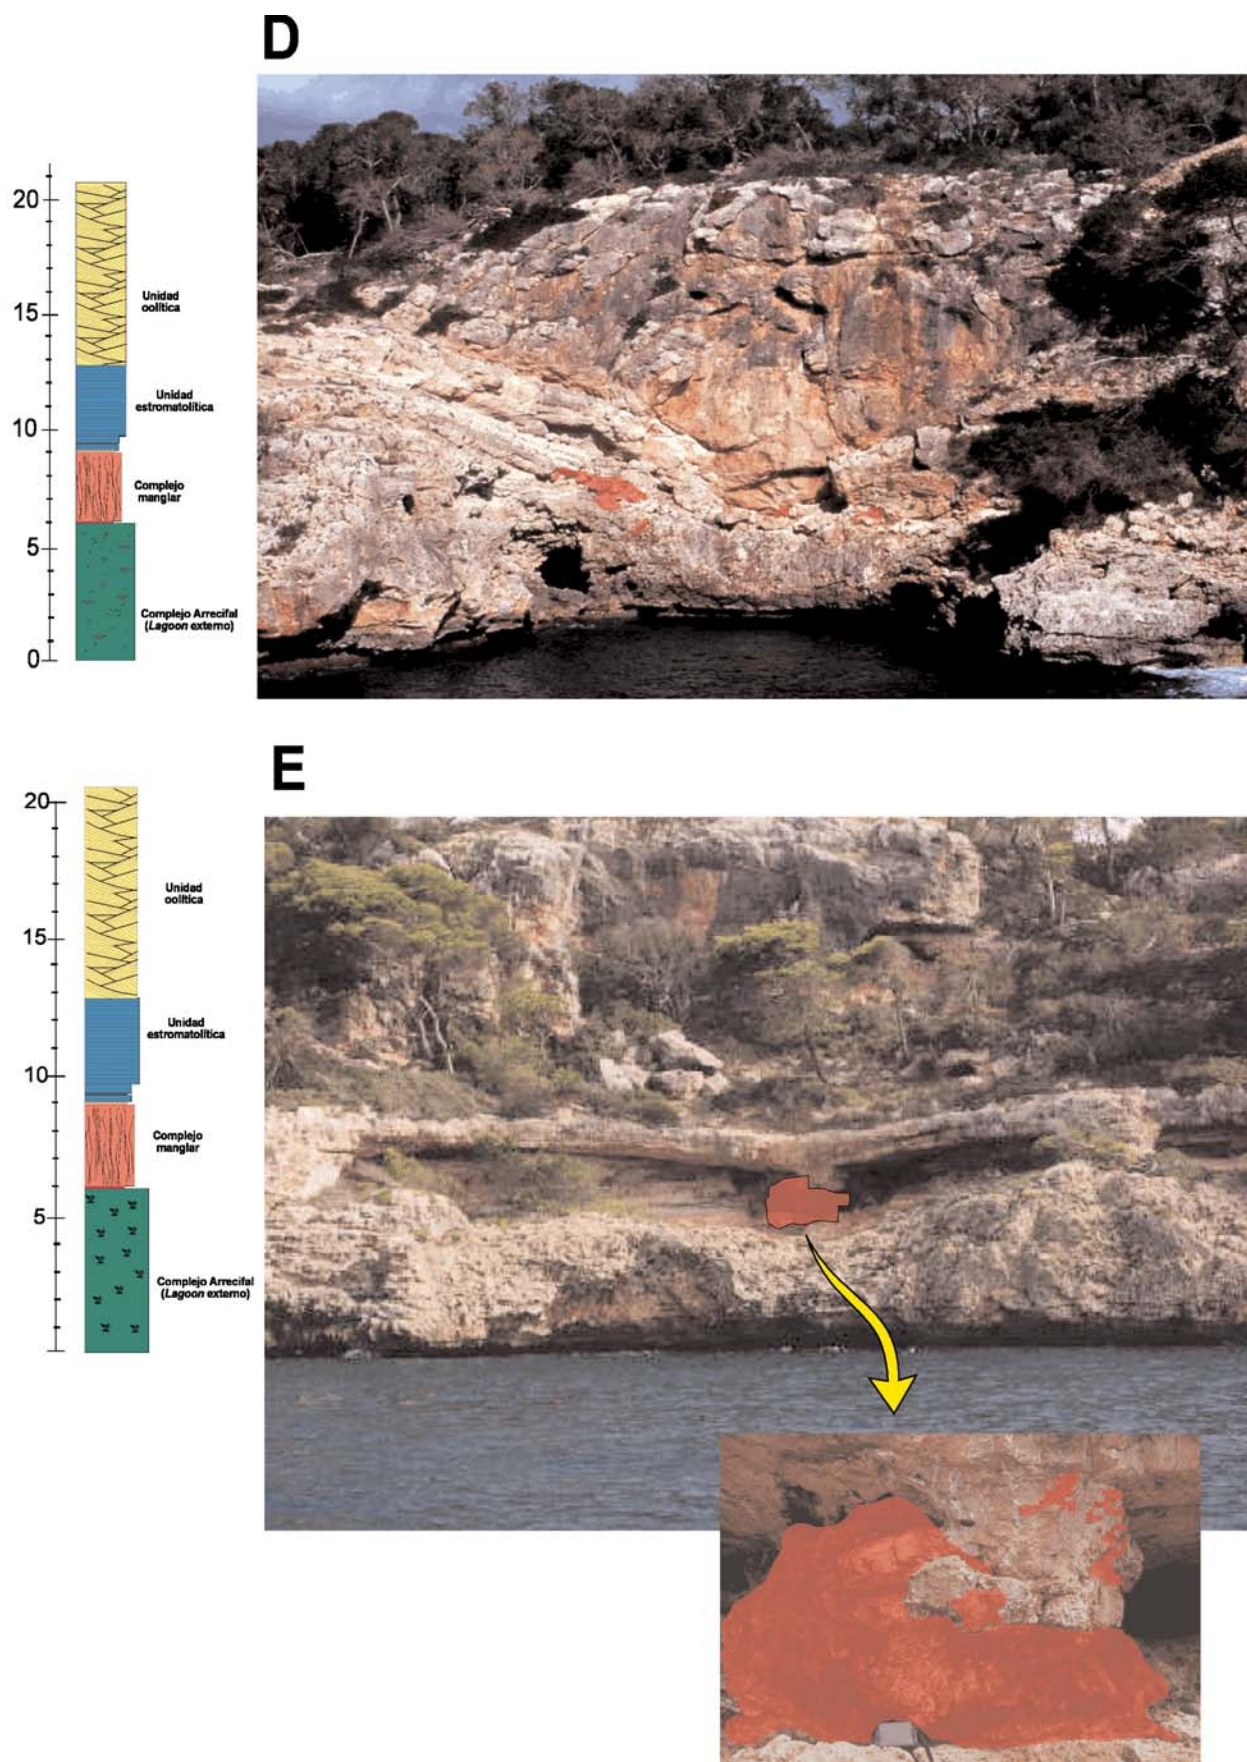 D
20
15
10
5
0
Unidad
oolítica
Unidad
estromatolítica
Complejo
manglar
Complejo Arrecifal
(Lagoon externo)
E
20
15
10
5
Unidad
oolítica
Unidad
estromatolítica
Complejo
manglar
Complejo Arrecifal
(Lagoon externo)